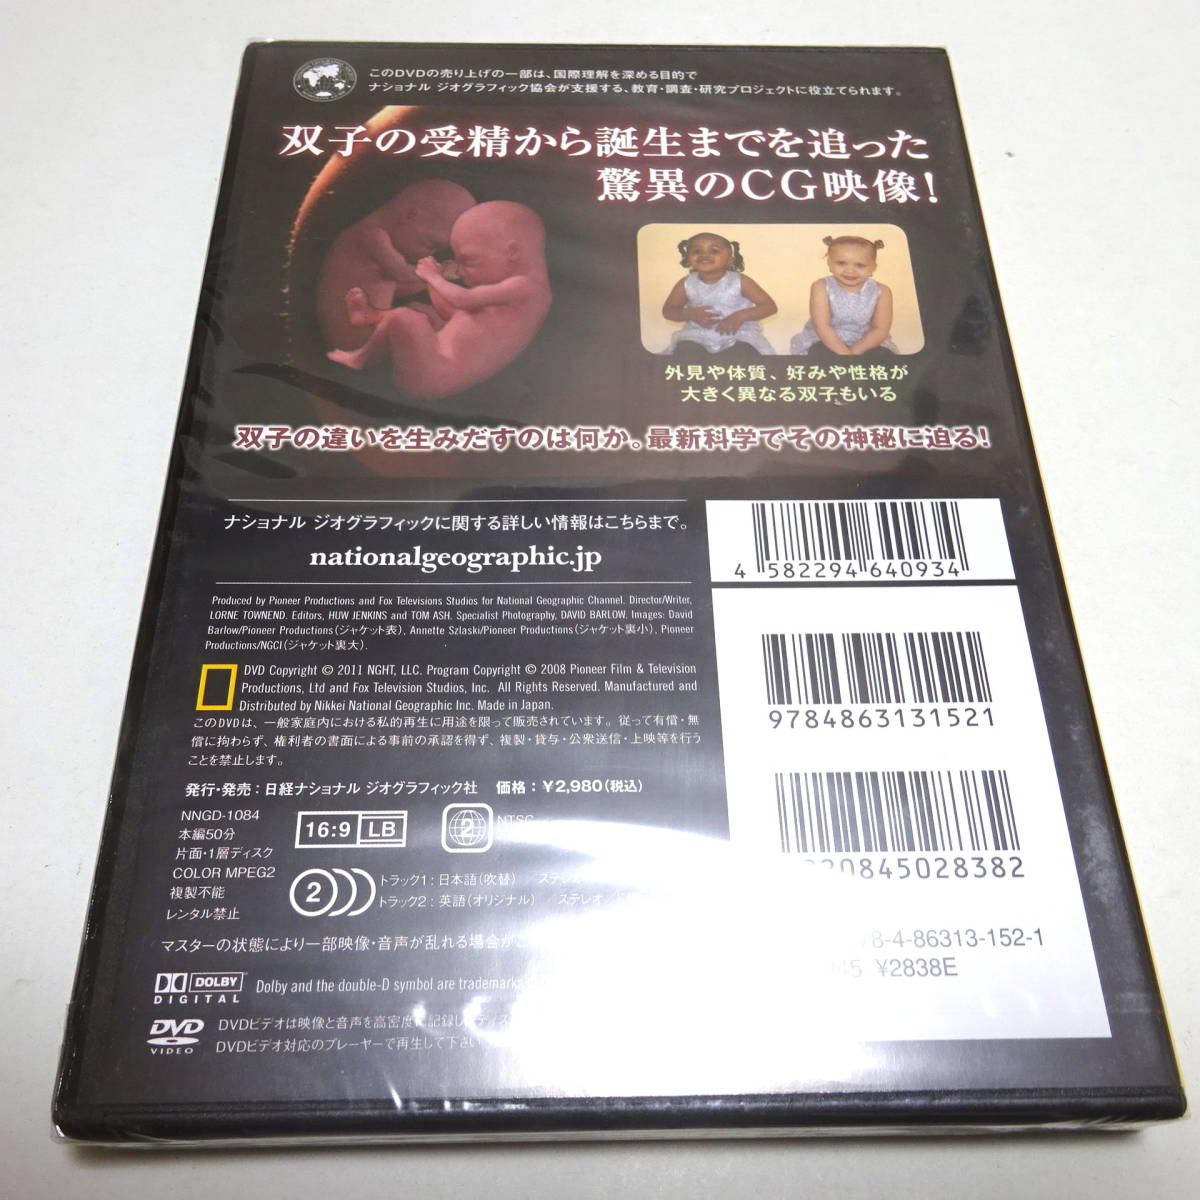 このDVDの売り上げの一部は、国際理解を深める目的で
ナショナル ジオグラフィック協会が支援する、教育・調査・研究プロジェクトに役立てられます。
双子の受精から誕生までを追った
驚異のCG映像!
外見や体質、好みや性格が
大きく異なる双子もいる
双子の違いを生みだすのは何か。最新科学でその神秘に迫る!
ナショナル ジオグラフィックに関する詳しい情報はこちらまで。
nationalgeographic.jp
4 582294 640934
Produced by Pioneer Productions and Fox Televisions Studios for National Geographic Channel. Director/Writer,
LORNE TOWNEND. Editors, HUW JENKINS and TOM ASH. Specialist Photography, DAVID BARLOW. Images: David
Barlow/Pioneer Productions(ジャケット表), Annette Szlaski/Pioneer Productions(ジャケット裏小), Pioneer
Productions/NGCI(ジャケット裏大).
DVD Copyright © 2011 NGHT, LLC. Program Copyright © 2008 Pioneer Film & Television
Productions, Ltd and Fox Television Studios, Inc. All Rights Reserved. Manufactured and
Distributed by Nikkei National Geographic Inc. Made in Japan.
9784863131521
このDVDは、一般家庭内における私的再生に用途を限って販売されています。従って有償・無
償に拘わらず、権利者の書面による事前の承認を得ず、複製・貸与・公衆送信・上映等を行う
ことを禁止します。
発行・発売：日経ナショナル ジオグラフィック社 価格：¥2,980(税込)
NNGD-1084
本編50分
片面・1層ディスク
COLOR MPEG2
複製不能
レンタル禁止
16:9 LB
2 NTSC
2
トラック1：日本語(吹替) ステレオ
トラック2：英語(オリジナル) ステレオ
20845028382
マスターの状態により一部映像・音声が乱れる場合が
8-4-86313-152-1
¥2838E
DOLBY
DIGITAL
Dolby and the double-D symbol are trademarks
DVD
VIDEO
DVDビデオは映像と音声を高密度に記録したディス
DVDビデオ対応のプレーヤーで再生して下さい